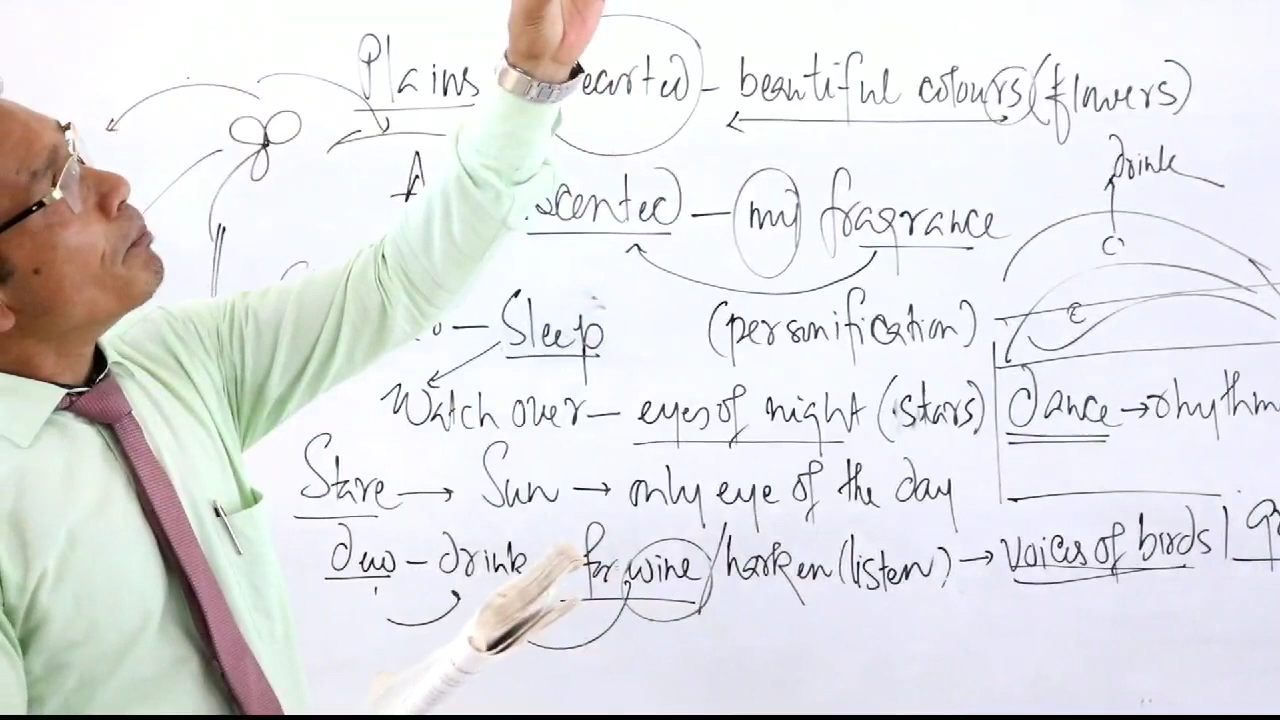 Plains earted - beautiful colours (flowers)
drink
A scented - my fragrance
- Sleep (personification)
Watch over - eyes of night (stars)
dance → rhythm
Stare → Sun → only eye of the day
dew - drink for wine / harken (listen) → voices of birds |